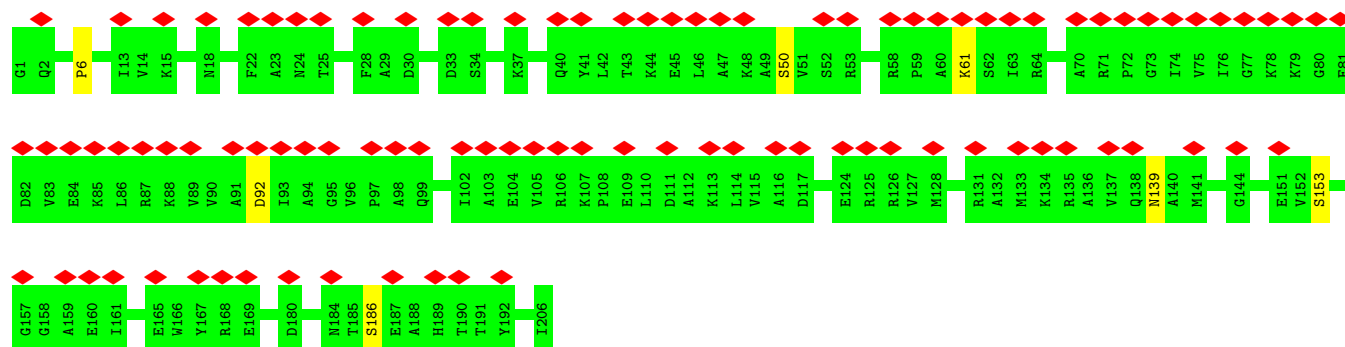 G1 Q2 P6 I13 V14 K15 N18 F22 A23 N24 T25 F28 A29 D30 D33 S34 K37 Q40 Y41 L42 T43 K44 E45 L46 A47 K48 A49 S50 V51 S52 R53 R58 P59 A60 K61 S62 I63 R64 A70 R71 P72 G73 I74 V75 I76 G77 K78 K79 G80 E81
D82 V83 E84 K85 L86 R87 K88 V89 V90 A91 D92 I93 A94 G95 V96 P97 A98 Q99 I102 A103 E104 V105 R106 K107 P108 E109 L110 D111 A112 K113 L114 V115 A116 D117 E124 R125 R126 V127 M128 R131 A132 M133 K134 R135 A136 V137 Q138 N139 A140 M141 G144 E151 V152 S153
G157 G158 A159 E160 I161 E165 W166 Y167 R168 E169 D180 N184 T185 S186 E187 A188 H189 T190 T191 Y192 I206